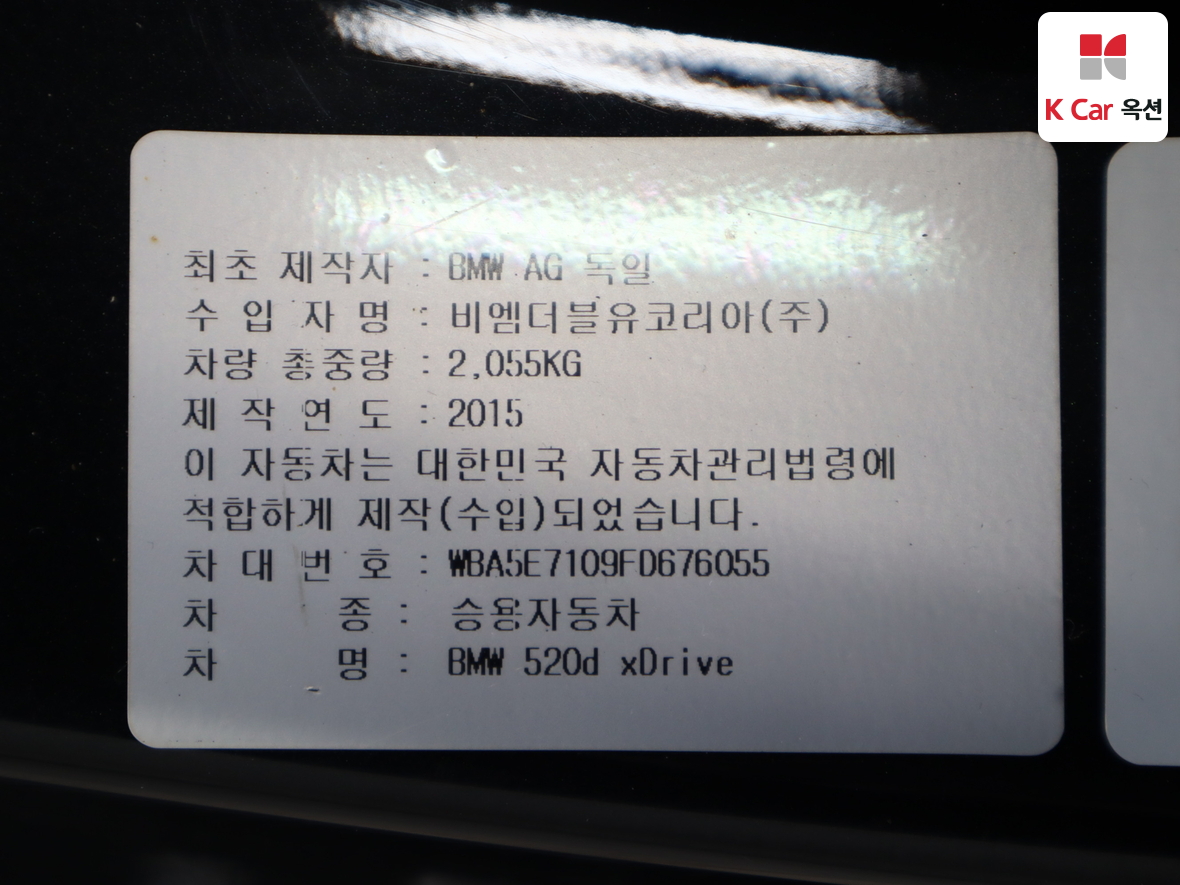 K Car 옥션
최초 제작자 : BMW AG 독일
수 입 자 명 : 비엠더블유코리아(주)
차량 총중량 : 2,055KG
제 작 연 도 : 2015
이 자동차는 대한민국 자동차관리법령에
적합하게 제작(수입)되었습니다.
차 대 번 호 : WBA5E7109FD676055
차 종 : 승용자동차
차 명 : BMW 520d xDrive